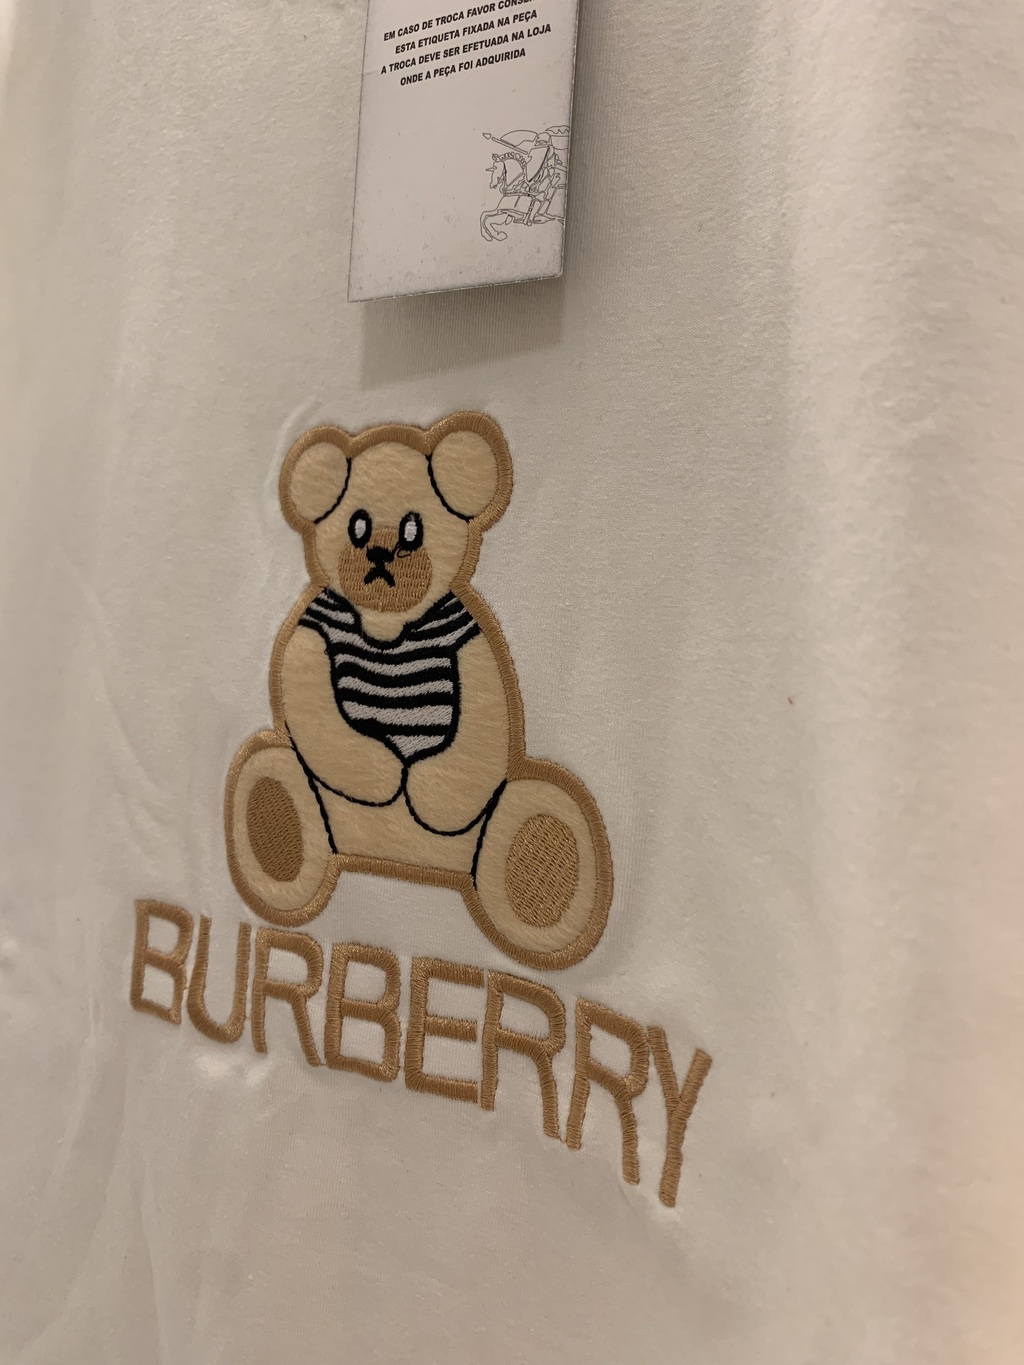 EM CASO DE TROCA FAVOR
ESTA ETIQUETA FIXADA NA PEÇA
A TROCA DEVE SER EFETUADA NA LOJA
ONDE A PEÇA FOI ADQUIRIDA
BURBERRY